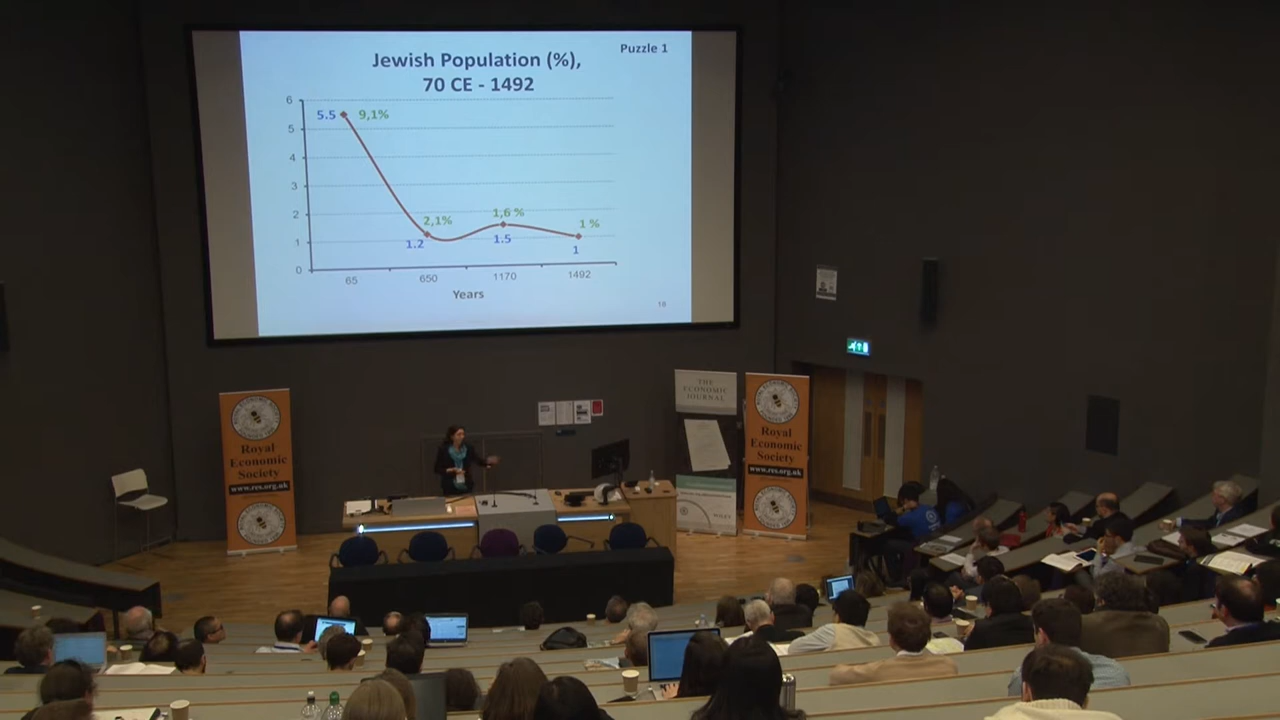 Jewish Population (%),
70 CE - 1492
Puzzle 1
6
5
4
3
2
1
0
5.5
9,1%
2,1%
1.2
1,6 %
1.5
1 %
1
65
650
1170
1492
Years
18
Royal
Economic
Society
www.res.org.uk
THE
ECONOMIC
JOURNAL
Royal
Economic
Society
www.res.org.uk